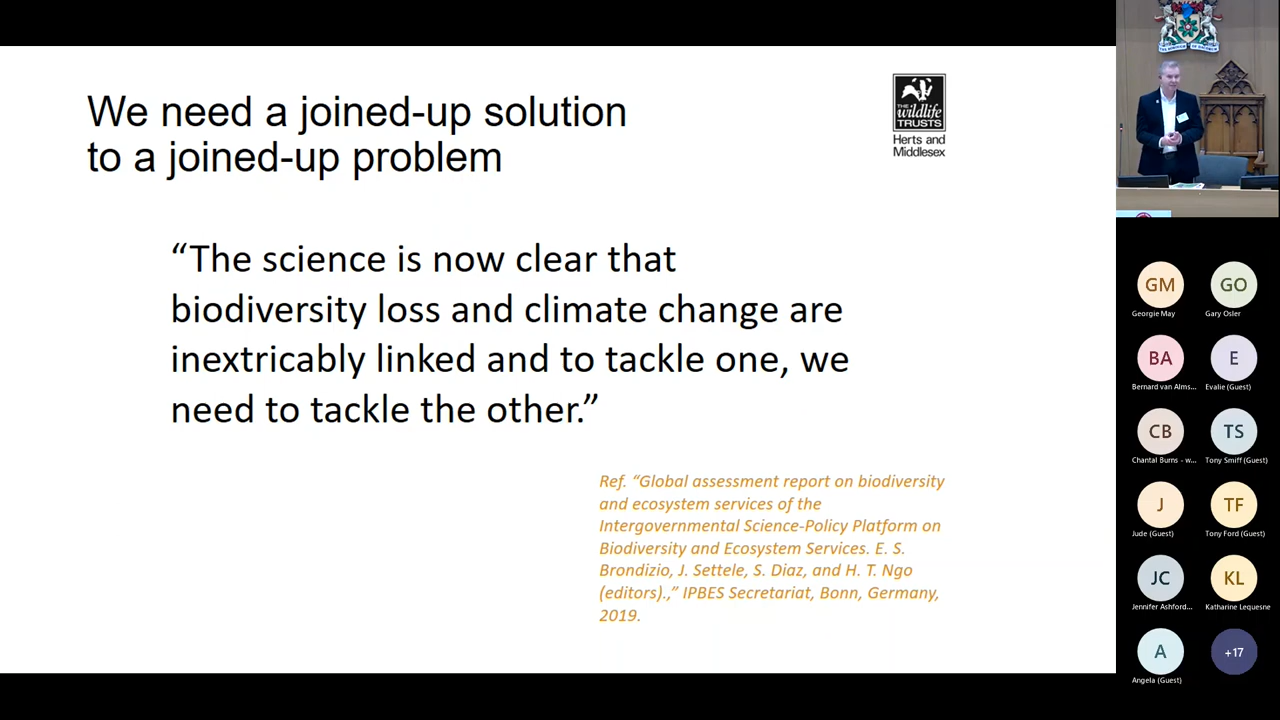 We need a joined-up solution
to a joined-up problem
THE
wildlife
TRUSTS
Herts and
Middlesex
“The science is now clear that
biodiversity loss and climate change are
inextricably linked and to tackle one, we
need to tackle the other.”
Ref. “Global assessment report on biodiversity
and ecosystem services of the
Intergovernmental Science-Policy Platform on
Biodiversity and Ecosystem Services. E. S.
Brondizio, J. Settele, S. Diaz, and H. T. Ngo
(editors).,” IPBES Secretariat, Bonn, Germany,
2019.
GM
GO
Georgie May
Gary Osler
BA
E
Bernard van Alms...
Evalie (Guest)
CB
TS
Chantal Burns - w...
Tony Smiff (Guest)
J
TF
Jude (Guest)
Tony Ford (Guest)
JC
KL
Jennifer Ashford...
Katharine Lequesne
A
+17
Angela (Guest)